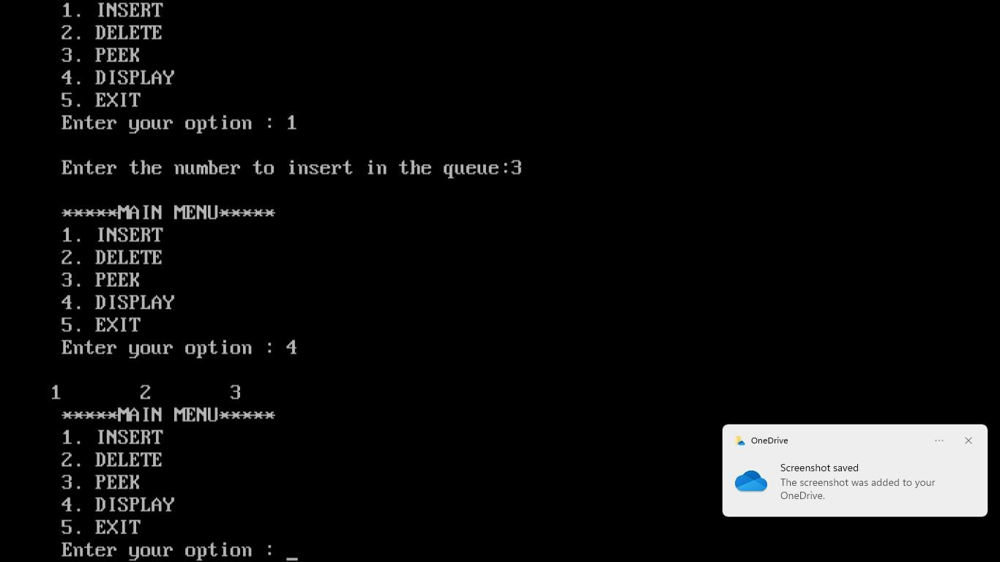 1. INSERT
2. DELETE
3. PEEK
4. DISPLAY
5. EXIT
Enter your option : 1
Enter the number to insert in the queue:3
*****MAIN MENU*****
1. INSERT
2. DELETE
3. PEEK
4. DISPLAY
5. EXIT
Enter your option : 4
1 2 3
*****MAIN MENU*****
1. INSERT
2. DELETE
3. PEEK
4. DISPLAY
5. EXIT
Enter your option : _
OneDrive
Screenshot saved
The screenshot was added to your
OneDrive.